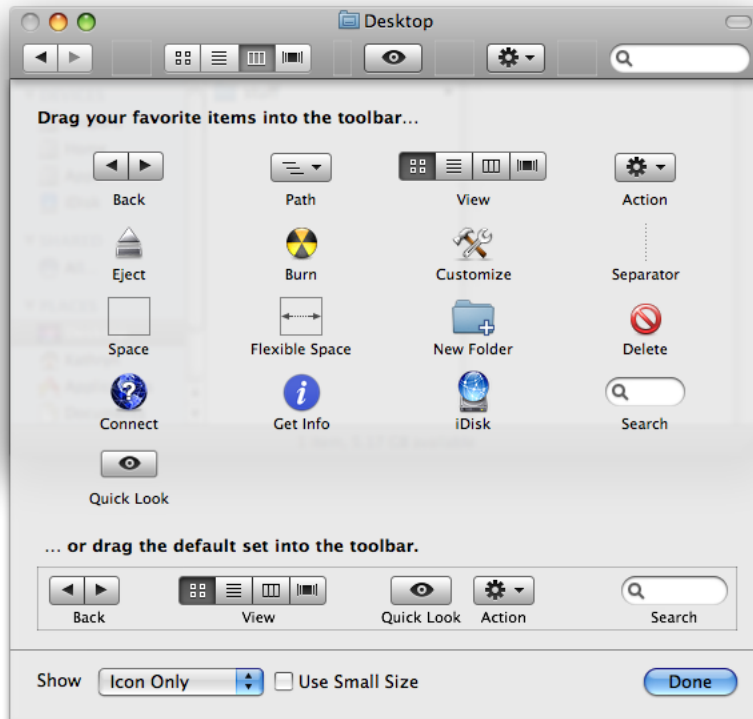 Desktop
Drag your favorite items into the toolbar...
Back Path View Action
Eject Burn Customize Separator
Space Flexible Space New Folder Delete
Connect Get Info iDisk Search
Quick Look
... or drag the default set into the toolbar.
Back View Quick Look Action Search
Show Icon Only Use Small Size Done